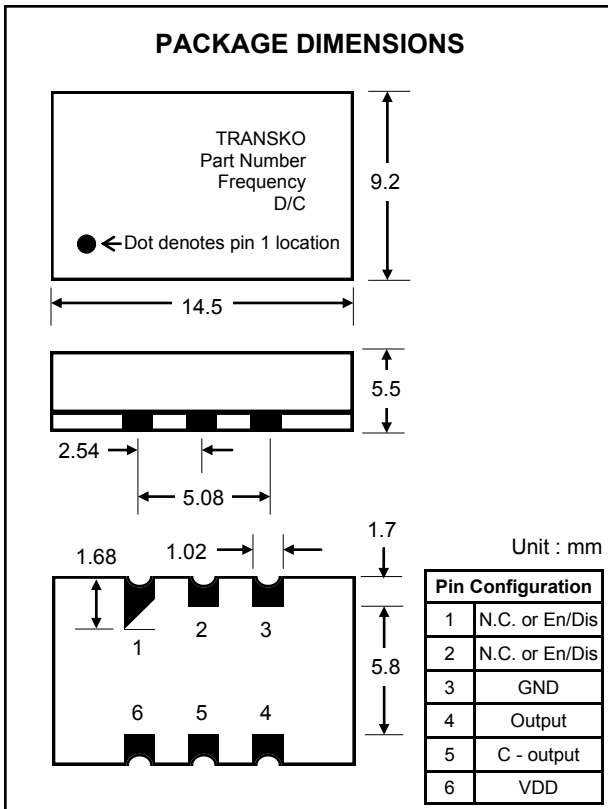 PACKAGE DIMENSIONS
TRANSKO
Part Number
Frequency
D/C
Dot denotes pin 1 location
9.2
14.5
5.5
2.54
5.08
1.7
1.68
1.02
1
2
3
5.8
6
5
4
Unit : mm
Pin Configuration
1 N.C. or En/Dis
2 N.C. or En/Dis
3 GND
4 Output
5 C - output
6 VDD